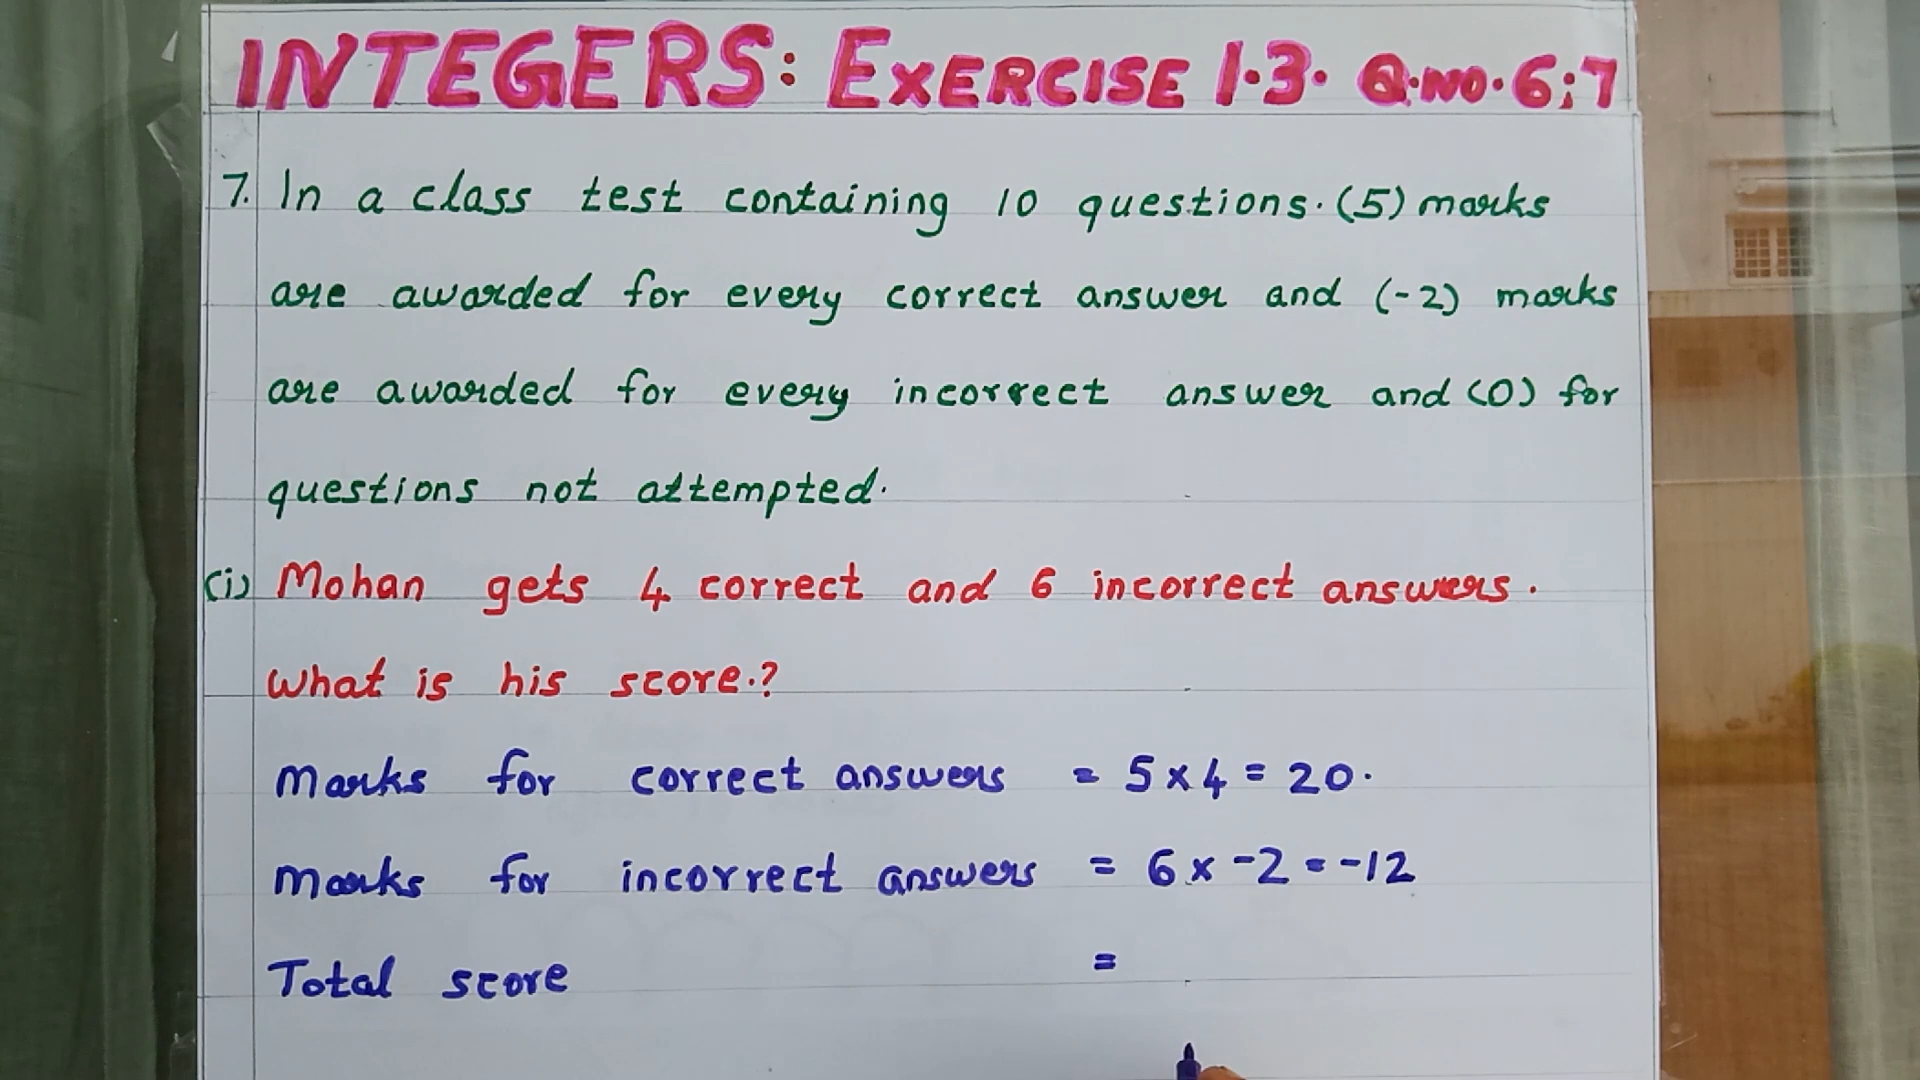 INTEGERS: EXERCISE 1.3. Q.NO.6;7
7. In a class test containing 10 questions. (5) marks
are awarded for every correct answer and (-2) marks
are awarded for every incorrect answer and (0) for
questions not attempted.
(i) Mohan gets 4 correct and 6 incorrect answers.
What is his score.?
Marks for correct answers = 5 x 4 = 20.
Marks for incorrect answers = 6 x -2 = -12
Total score =